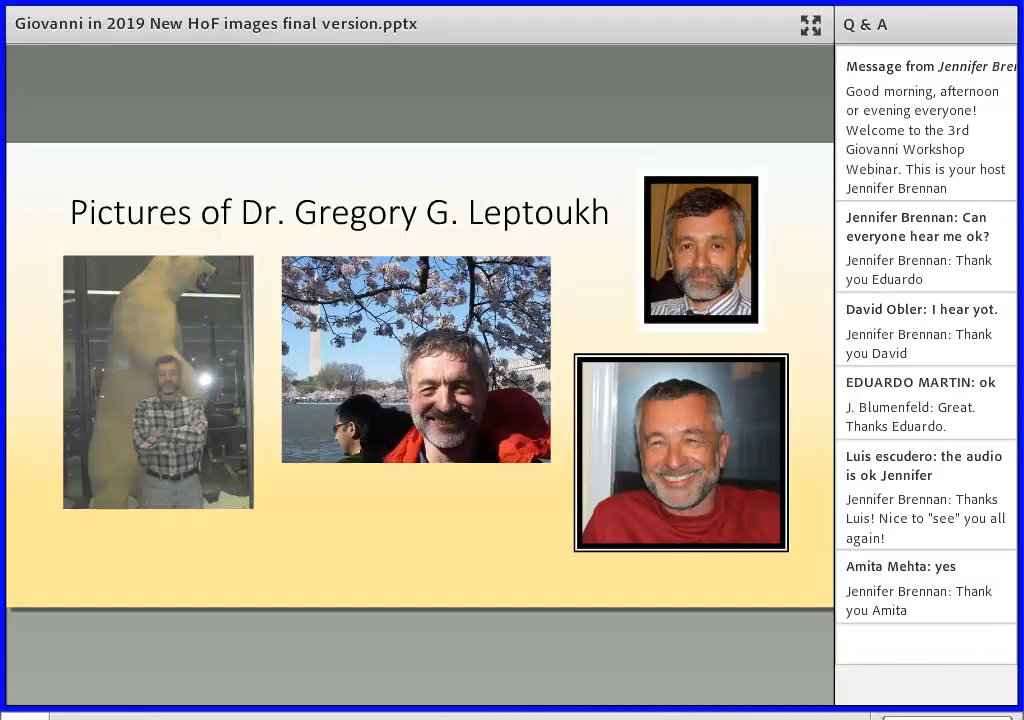 Giovanni in 2019 New HoF images final version.pptx
Pictures of Dr. Gregory G. Leptoukh
Q & A
Message from Jennifer Bren
Good morning, afternoon
or evening everyone!
Welcome to the 3rd
Giovanni Workshop
Webinar. This is your host
Jennifer Brennan
Jennifer Brennan: Can
everyone hear me ok?
Jennifer Brennan: Thank
you Eduardo
David Obler: I hear yot.
Jennifer Brennan: Thank
you David
EDUARDO MARTIN: ok
J. Blumenfeld: Great.
Thanks Eduardo.
Luis escudero: the audio
is ok Jennifer
Jennifer Brennan: Thanks
Luis! Nice to "see" you all
again!
Amita Mehta: yes
Jennifer Brennan: Thank
you Amita